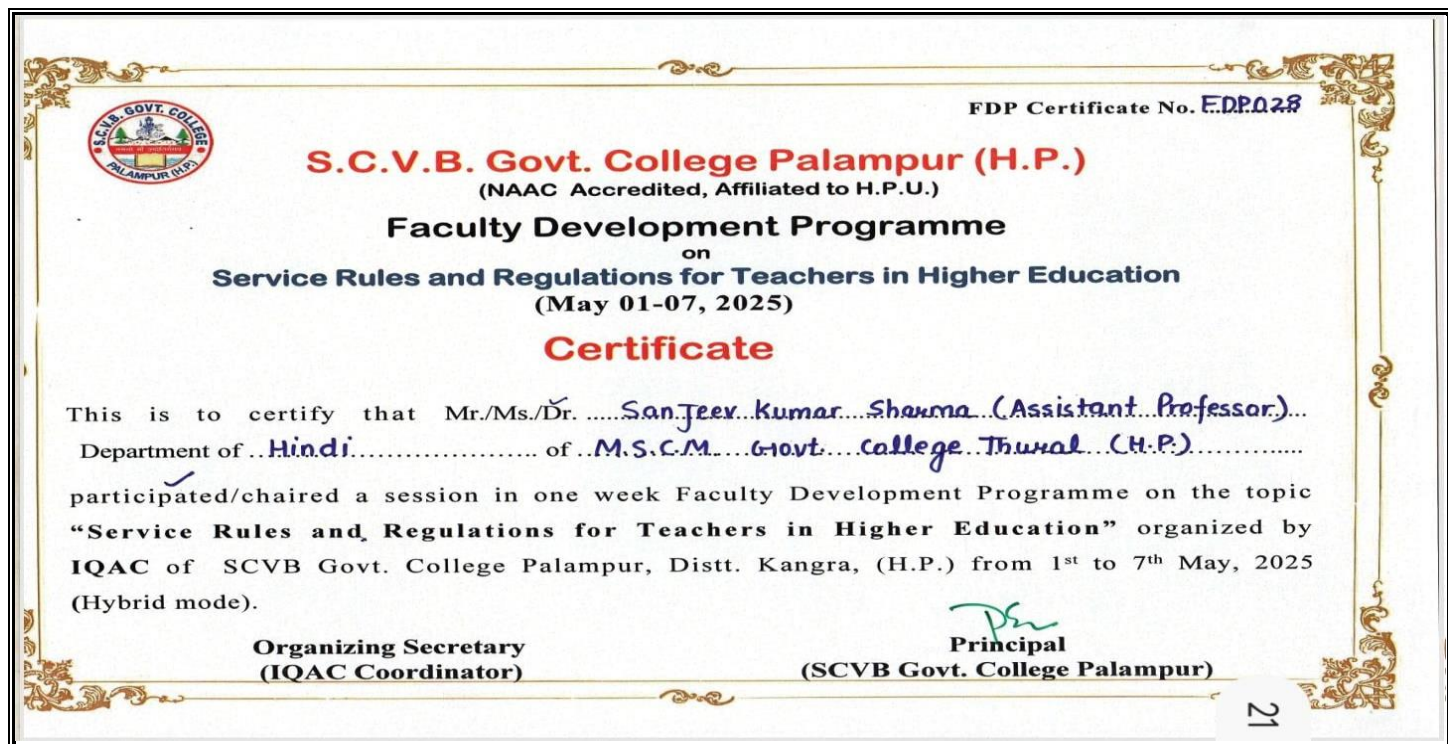 FDP Certificate No. FDP028
S.C.V.B. GOVT. COLLEGE
PALAMPUR (H.P.)
S.C.V.B. Govt. College Palampur (H.P.)
(NAAC Accredited, Affiliated to H.P.U.)
Faculty Development Programme
on
Service Rules and Regulations for Teachers in Higher Education
(May 01-07, 2025)
Certificate
This is to certify that Mr./Ms./Dr. ..... Sanjeev Kumar Sharma (Assistant Professor)...
Department of ..Hindi...................... of ..M.S.C.M. Govt. College Thural (H.P.)............
participated/chaired a session in one week Faculty Development Programme on the topic
“Service Rules and Regulations for Teachers in Higher Education” organized by
IQAC of SCVB Govt. College Palampur, Distt. Kangra, (H.P.) from 1st to 7th May, 2025
(Hybrid mode).
Organizing Secretary
(IQAC Coordinator)
Principal
(SCVB Govt. College Palampur)
21